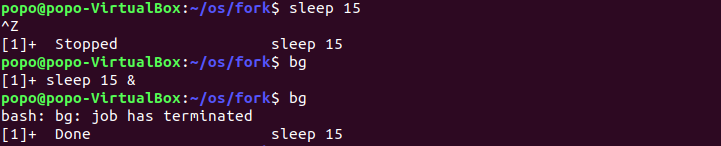 popo@popo-VirtualBox:~/os/fork$ sleep 15
^Z
[1]+  Stopped                 sleep 15
popo@popo-VirtualBox:~/os/fork$ bg
[1]+ sleep 15 &
popo@popo-VirtualBox:~/os/fork$ bg
bash: bg: job has terminated
[1]+  Done                    sleep 15